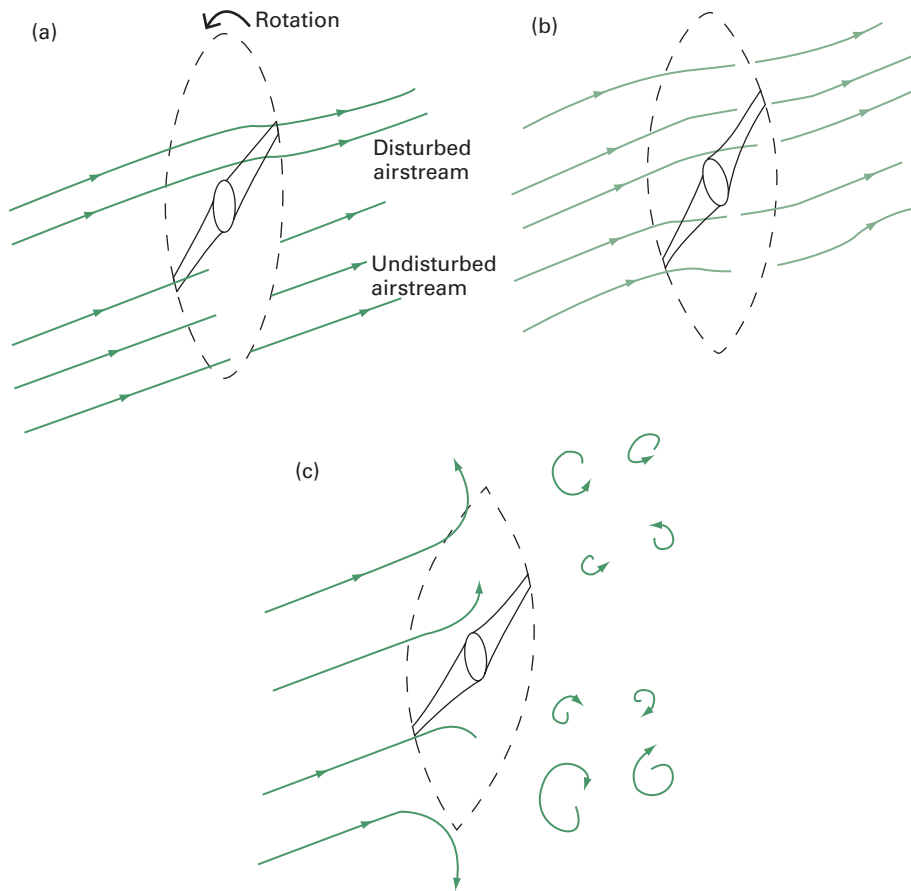 (a)
Rotation
(b)
Disturbed
airstream
Undisturbed
airstream
(c)